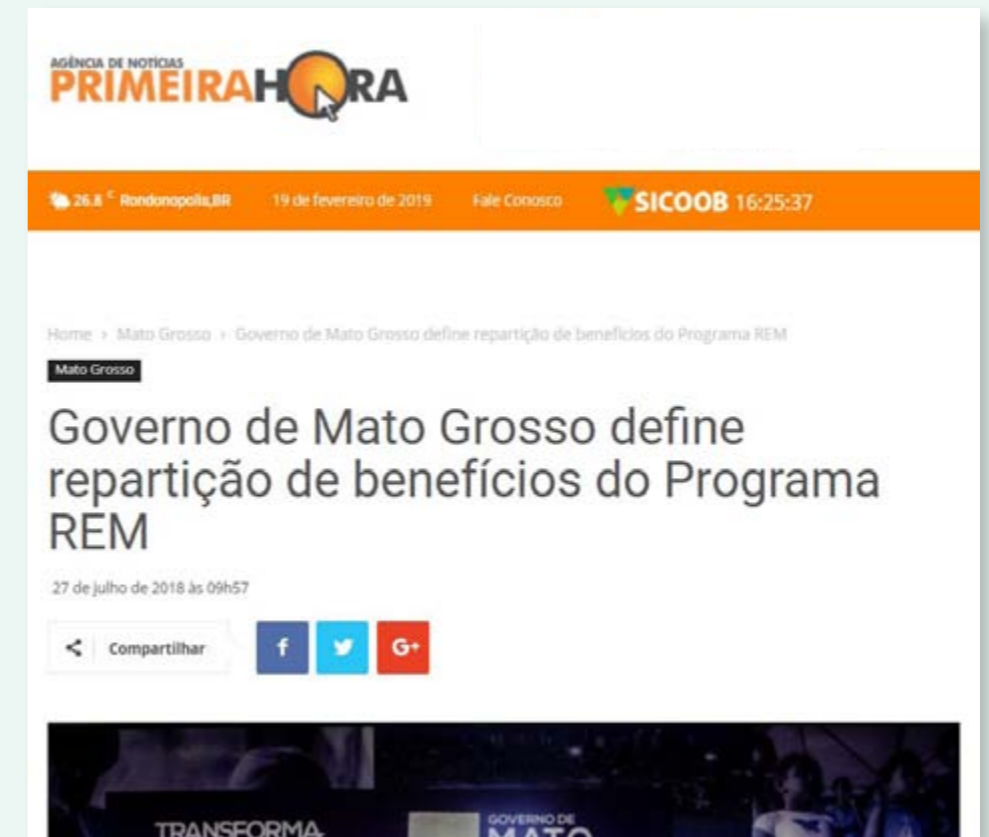 AGÊNCIA DE NOTÍCIAS
PRIMEIRAHORA
26.8 C Rondonopolis,BR 19 de fevereiro de 2019 Fale Conosco SICOOB 16:25:37
Home › Mato Grosso › Governo de Mato Grosso define repartição de benefícios do Programa REM
Mato Grosso
Governo de Mato Grosso define
repartição de benefícios do Programa
REM
27 de julho de 2018 às 09h57
Compartilhar f G+
TRANSFORMA
GOVERNO DE
MATO